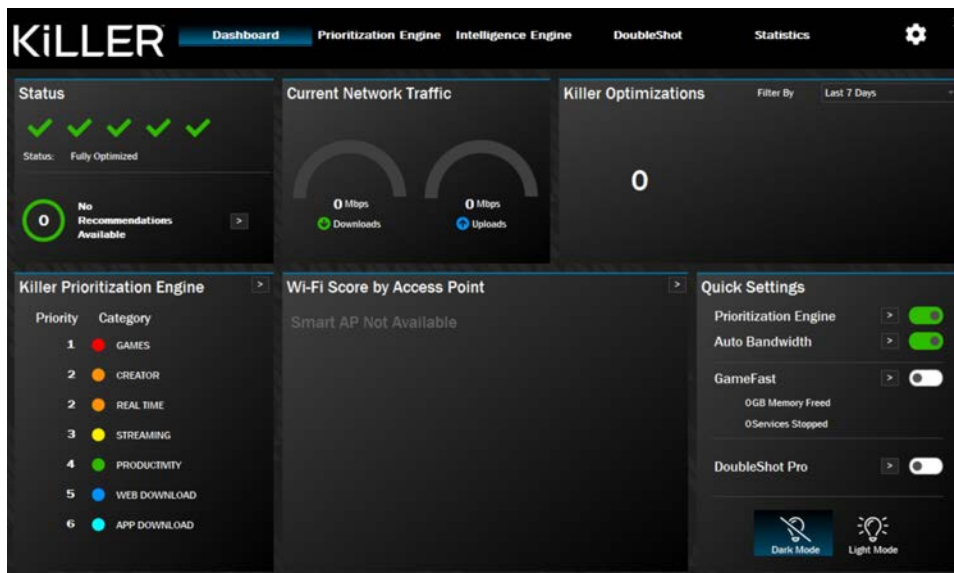 KiLLER
Dashboard
Prioritization Engine
Intelligence Engine
DoubleShot
Statistics
Status
Status: Fully Optimized
0
No
Recommendations
Available
>
Current Network Traffic
0 Mbps
Downloads
0 Mbps
Uploads
Killer Optimizations
Filter By
Last 7 Days
0
Killer Prioritization Engine
>
Priority Category
1 GAMES
2 CREATOR
2 REAL TIME
3 STREAMING
4 PRODUCTIVITY
5 WEB DOWNLOAD
6 APP DOWNLOAD
Wi-Fi Score by Access Point
>
Smart AP Not Available
Quick Settings
Prioritization Engine >
Auto Bandwidth >
GameFast >
0GB Memory Freed
0Services Stopped
DoubleShot Pro >
Dark Mode
Light Mode